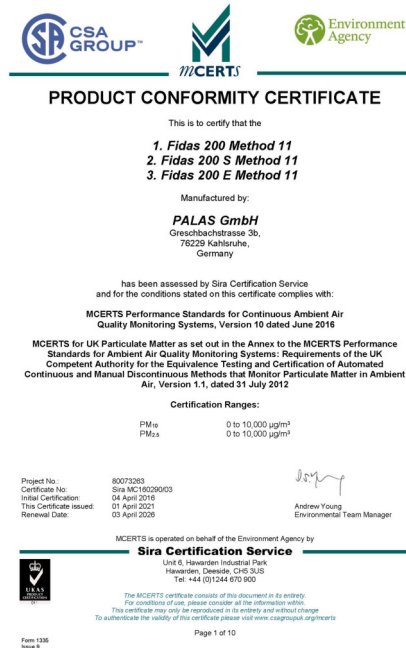 CSA
GROUP™
mCERTs
Environment
Agency
PRODUCT CONFORMITY CERTIFICATE
This is to certify that the
1. Fidas 200 Method 11
2. Fidas 200 S Method 11
3. Fidas 200 E Method 11
Manufactured by:
PALAS GmbH
Greschbachstrasse 3b,
76229 Kahlsruhe,
Germany
has been assessed by Sira Certification Service
and for the conditions stated on this certificate complies with:
MCERTS Performance Standards for Continuous Ambient Air
Quality Monitoring Systems, Version 10 dated June 2016
MCERTS for UK Particulate Matter as set out in the Annex to the MCERTS Performance
Standards for Ambient Air Quality Monitoring Systems: Requirements of the UK
Competent Authority for the Equivalence Testing and Certification of Automated
Continuous and Manual Discontinuous Methods that Monitor Particulate Matter in Ambient
Air, Version 1.1, dated 31 July 2012
Certification Ranges:
PM₁₀ 0 to 10,000 µg/m³
PM₂.₅ 0 to 10,000 µg/m³
Project No.: 80073263
Certificate No: Sira MC160290/03
Initial Certification: 04 April 2016
This Certificate issued: 01 April 2021
Renewal Date: 03 April 2026
Andrew Young
Environmental Team Manager
MCERTS is operated on behalf of the Environment Agency by
Sira Certification Service
Unit 6, Hawarden Industrial Park
Hawarden, Deeside, CH5 3US
Tel: +44 (0)1244 670 900
UKAS
PRODUCT
CERTIFICATION
The MCERTS certificate consists of this document in its entirety.
For conditions of use, please consider all the information within.
This certificate may only be reproduced in its entirety and without change
To authenticate the validity of this certificate please visit www.csagroupuk.org/mcerts
Page 1 of 10
Form 1335
Issue 9